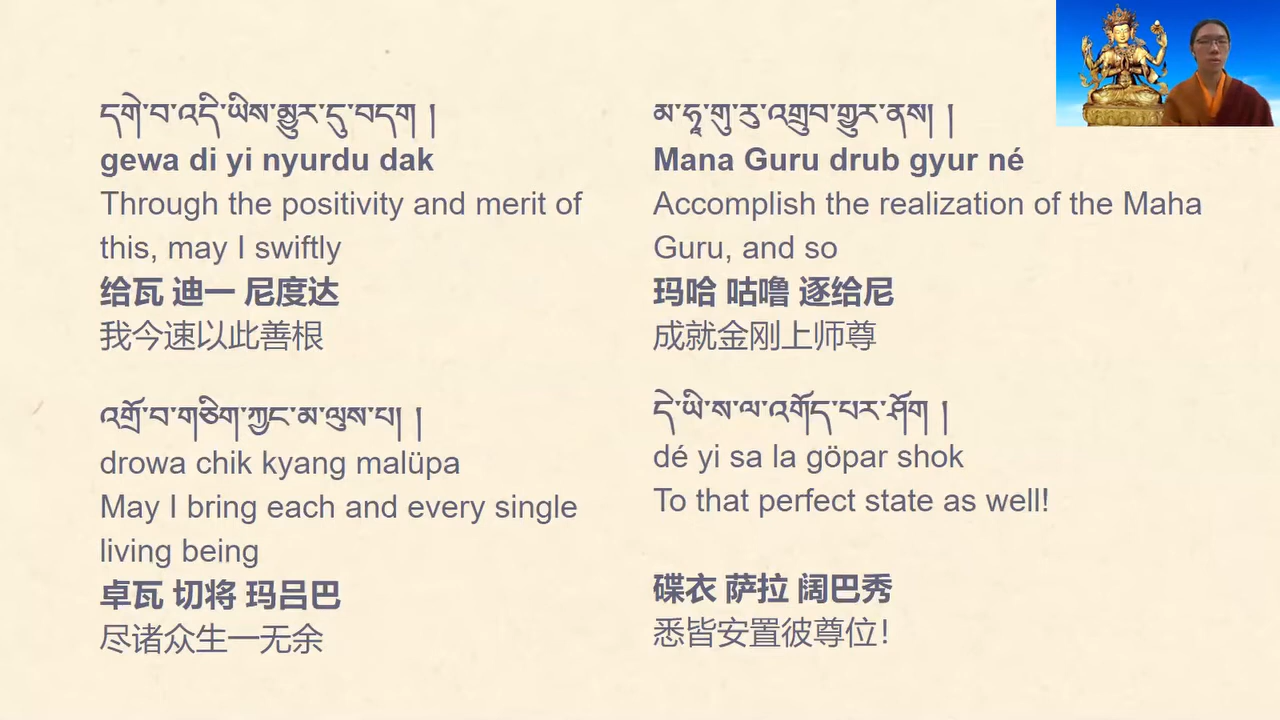 དགེ་བ་འདི་ཡིས་མྱུར་དུ་བདག །
gewa di yi nyurdu dak
Through the positivity and merit of
this, may I swiftly
给瓦 迪一 尼度达
我今速以此善根
མ་ཧཱ་གུ་རུ་འགྲུབ་གྱུར་ནས། །
Mana Guru drub gyur né
Accomplish the realization of the Maha
Guru, and so
玛哈 咕噜 逐给尼
成就金刚上师尊
འགྲོ་བ་གཅིག་ཀྱང་མ་ལུས་པ། །
drowa chik kyang malüpa
May I bring each and every single
living being
卓瓦 切将 玛吕巴
尽诸众生一无余
དེ་ཡི་ས་ལ་འགོད་པར་ཤོག །
dé yi sa la göpar shok
To that perfect state as well!
碟衣 萨拉 阔巴秀
悉皆安置彼尊位！